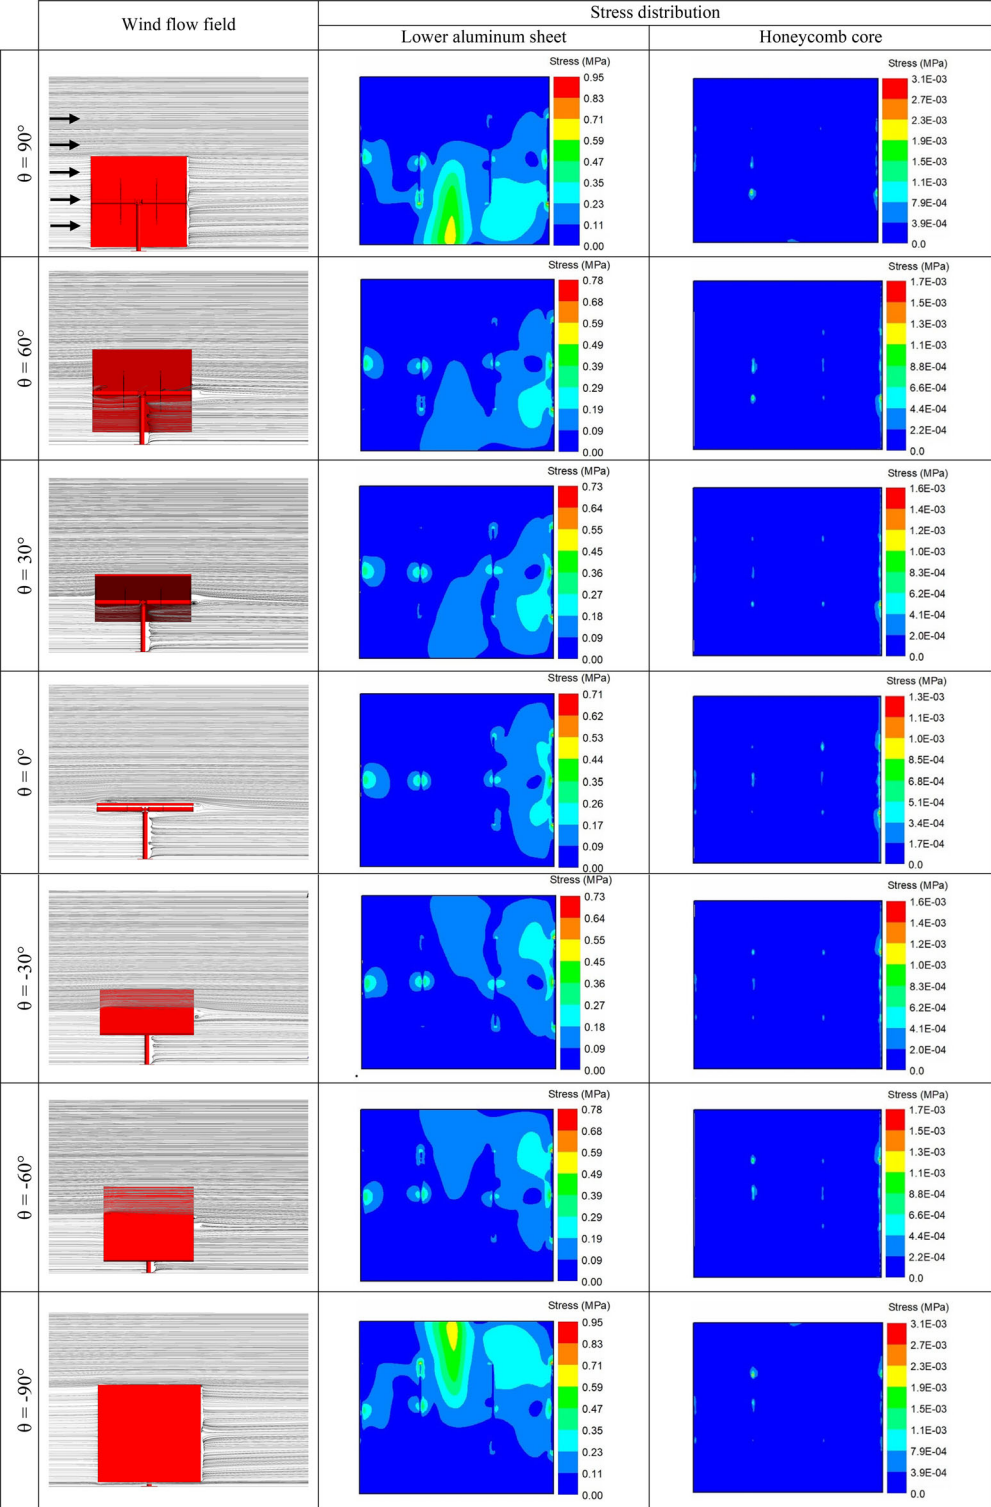 Wind flow field
Stress distribution
Lower aluminum sheet
Honeycomb core
θ = 90°
Stress (MPa)
0.95
0.83
0.71
0.59
0.47
0.35
0.23
0.11
0.00
Stress (MPa)
3.1E-03
2.7E-03
2.3E-03
1.9E-03
1.5E-03
1.1E-03
7.9E-04
3.9E-04
0.0
θ = 60°
Stress (MPa)
0.78
0.68
0.59
0.49
0.39
0.29
0.19
0.09
0.00
Stress (MPa)
1.7E-03
1.5E-03
1.3E-03
1.1E-03
8.8E-04
6.6E-04
4.4E-04
2.2E-04
0.0
θ = 30°
Stress (MPa)
0.73
0.64
0.55
0.45
0.36
0.27
0.18
0.09
0.00
Stress (MPa)
1.6E-03
1.4E-03
1.2E-03
1.0E-03
8.3E-04
6.2E-04
4.1E-04
2.0E-04
0.0
θ = 0°
Stress (MPa)
0.71
0.62
0.53
0.44
0.35
0.26
0.17
0.09
0.00
Stress (MPa)
1.3E-03
1.1E-03
1.0E-03
8.5E-04
6.8E-04
5.1E-04
3.4E-04
1.7E-04
0.0
θ = -30°
Stress (MPa)
0.73
0.64
0.55
0.45
0.36
0.27
0.18
0.09
0.00
Stress (MPa)
1.6E-03
1.4E-03
1.2E-03
1.0E-03
8.3E-04
6.2E-04
4.1E-04
2.0E-04
0.0
θ = -60°
Stress (MPa)
0.78
0.68
0.59
0.49
0.39
0.29
0.19
0.09
0.00
Stress (MPa)
1.7E-03
1.5E-03
1.3E-03
1.1E-03
8.8E-04
6.6E-04
4.4E-04
2.2E-04
0.0
θ = -90°
Stress (MPa)
0.95
0.83
0.71
0.59
0.47
0.35
0.23
0.11
0.00
Stress (MPa)
3.1E-03
2.7E-03
2.3E-03
1.9E-03
1.5E-03
1.1E-03
7.9E-04
3.9E-04
0.0